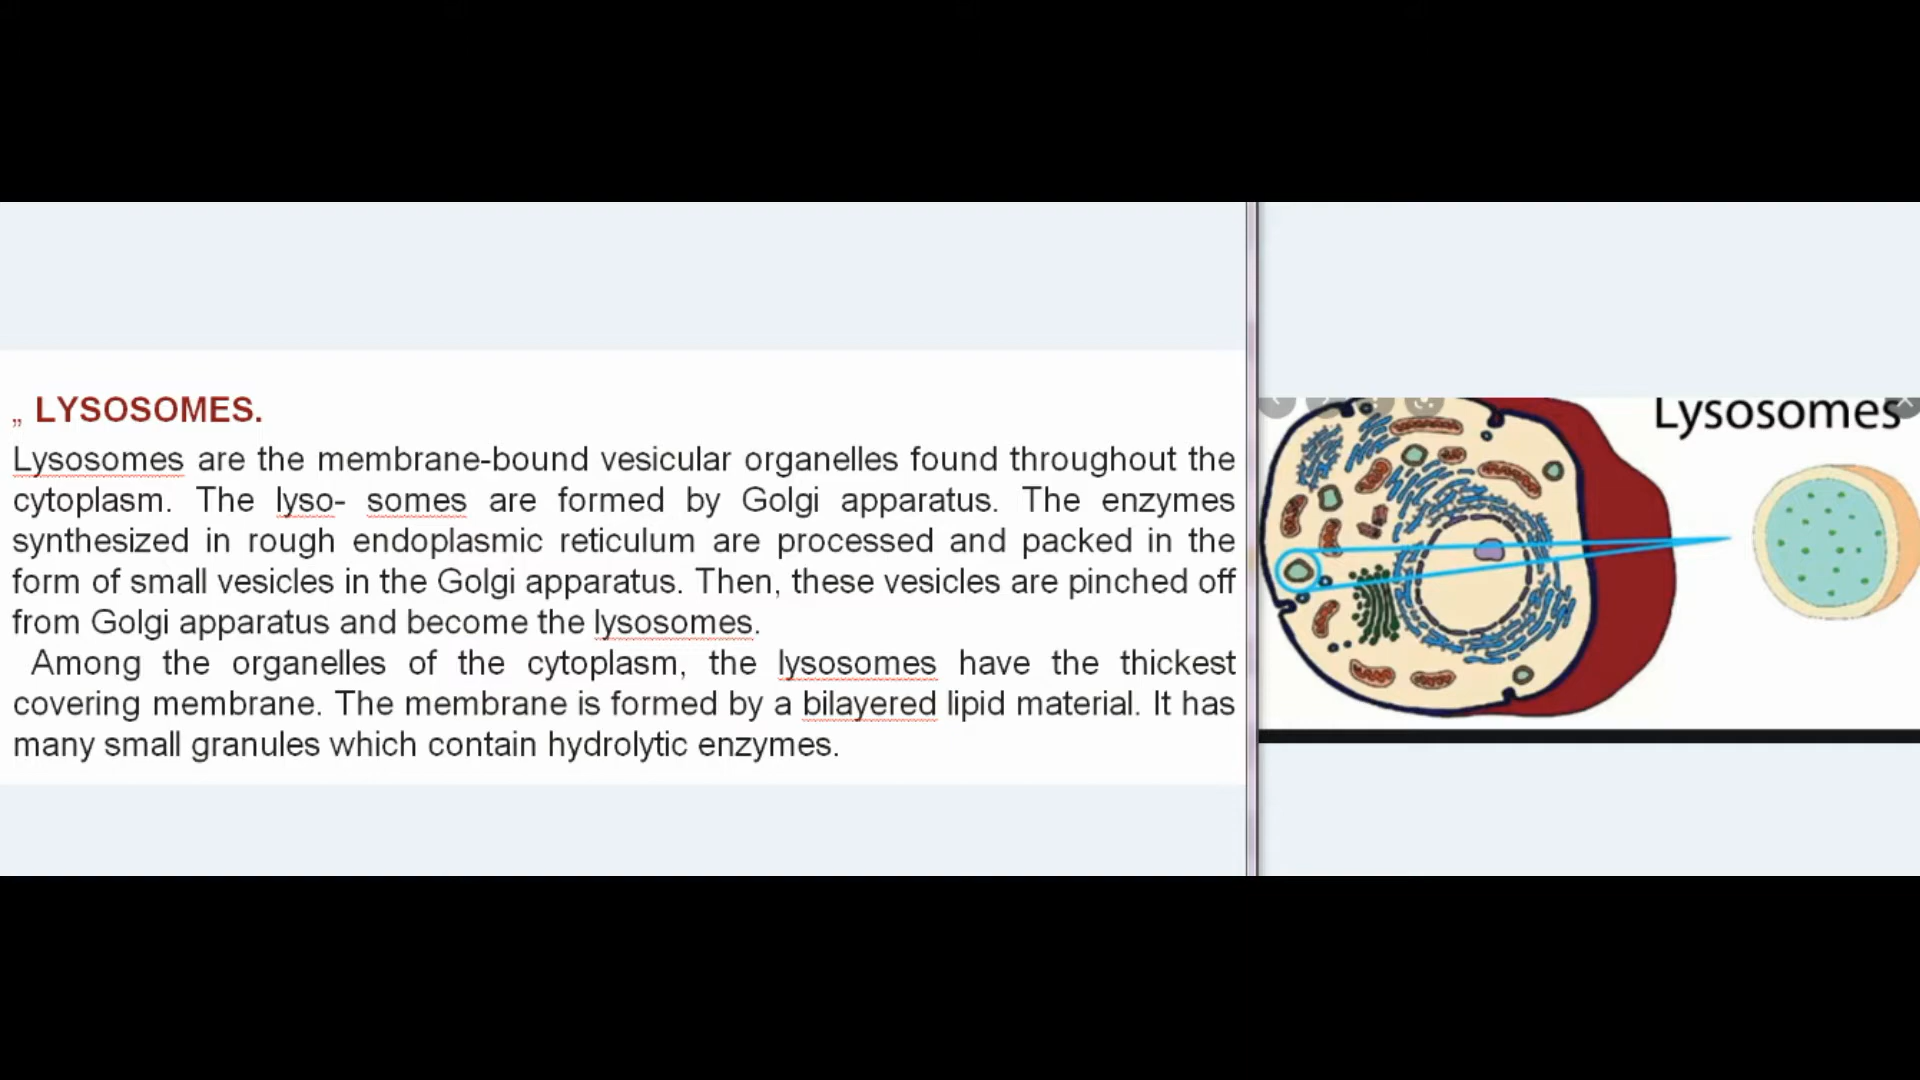 „ LYSOSOMES.
Lysosomes are the membrane-bound vesicular organelles found throughout the
cytoplasm. The lyso- somes are formed by Golgi apparatus. The enzymes
synthesized in rough endoplasmic reticulum are processed and packed in the
form of small vesicles in the Golgi apparatus. Then, these vesicles are pinched off
from Golgi apparatus and become the lysosomes.
Among the organelles of the cytoplasm, the lysosomes have the thickest
covering membrane. The membrane is formed by a bilayered lipid material. It has
many small granules which contain hydrolytic enzymes.
Lysosomes